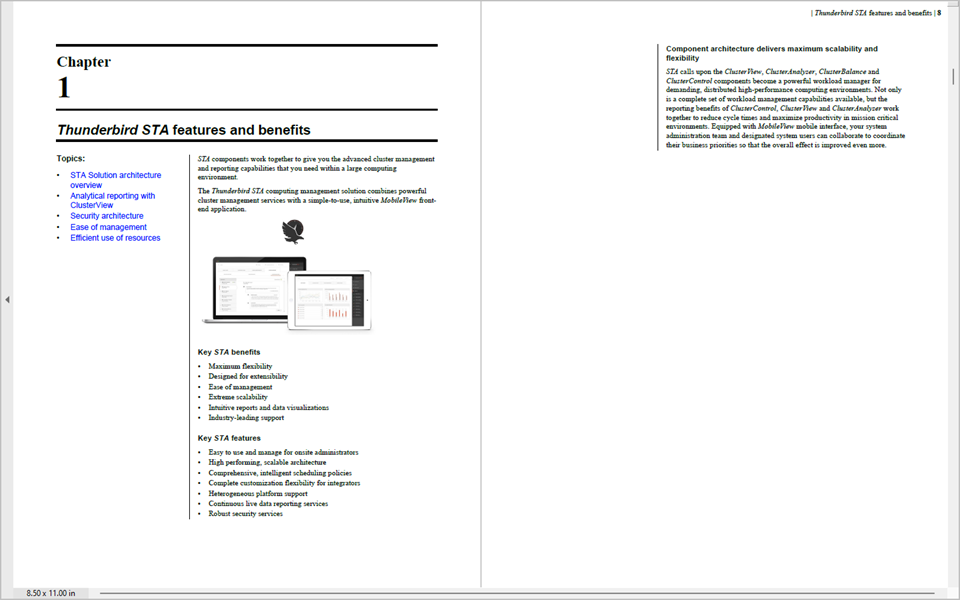 Chapter
1
Thunderbird STA features and benefits
Topics:
• STA Solution architecture
overview
• Analytical reporting with
ClusterView
• Security architecture
• Ease of management
• Efficient use of resources
STA components work together to give you the advanced cluster management
and reporting capabilities that you need within a large computing
environment.
The Thunderbird STA computing management solution combines powerful
cluster management services with a simple-to-use, intuitive MobileView front-
end application.
Key STA benefits
• Maximum flexibility
• Designed for extensibility
• Ease of management
• Extreme scalability
• Intuitive reports and data visualizations
• Industry-leading support
Key STA features
• Easy to use and manage for onsite administrators
• High performing, scalable architecture
• Comprehensive, intelligent scheduling policies
• Complete customization flexibility for integrators
• Heterogeneous platform support
• Continuous live data reporting services
• Robust security services
| Thunderbird STA features and benefits | 8
Component architecture delivers maximum scalability and
flexibility
STA calls upon the ClusterView, ClusterAnalyzer, ClusterBalance and
ClusterControl components become a powerful workload manager for
demanding, distributed high-performance computing environments. Not only
is a complete set of workload management capabilities available, but the
reporting benefits of ClusterControl, ClusterView and ClusterAnalyzer work
together to reduce cycle times and maximize productivity in mission critical
environments. Equipped with MobileView mobile interface, your system
administration team and designated system users can collaborate to coordinate
their business priorities so that the overall effect is improved even more.
8.50 x 11.00 in